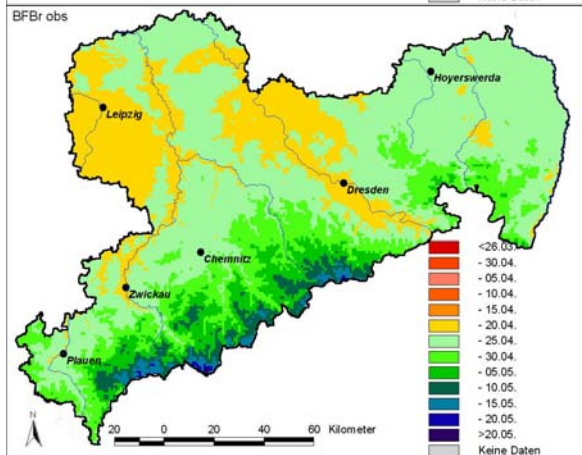 Keine Daten
BFBr obs
Hoyerswerda
Leipzig
Dresden
Chemnitz
Zwickau
Plauen
<26.03.
- 30.04.
- 05.04.
- 10.04.
- 15.04.
- 20.04.
- 25.04.
- 30.04.
- 05.05.
- 10.05.
- 15.05.
- 20.05.
>20.05.
Keine Daten
N
20 0 20 40 60 Kilometer